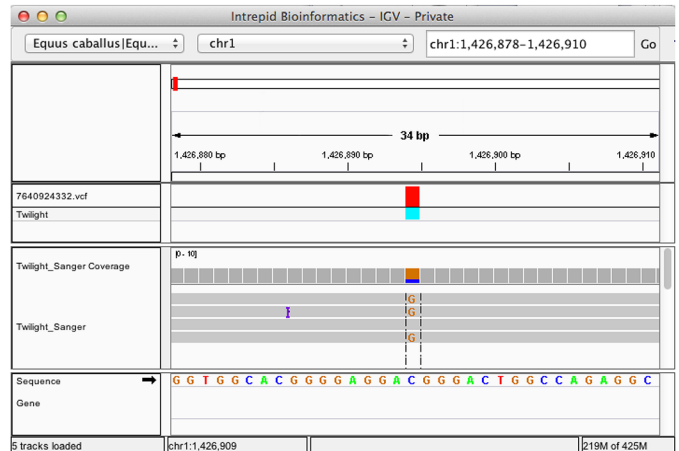 Intrepid Bioinformatics – IGV – Private
Equus caballus|Equ... chr1 chr1:1,426,878–1,426,910 Go
34 bp
1,426,880 bp 1,426,890 bp 1,426,900 bp 1,426,910
7640924332.vcf
Twilight
[0 - 10]
Twilight_Sanger Coverage
G
G
Twilight_Sanger
G
Sequence G G T G G C A C G G G G A G G A C G G G A C T G G C C A G A G G C
Gene
5 tracks loaded chr1:1,426,909 219M of 425M